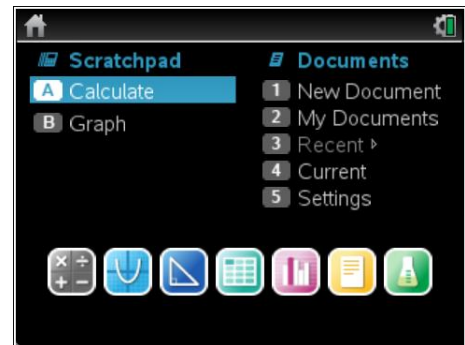 Scratchpad
A Calculate
B Graph
Documents
1 New Document
2 My Documents
3 Recent ▸
4 Current
5 Settings